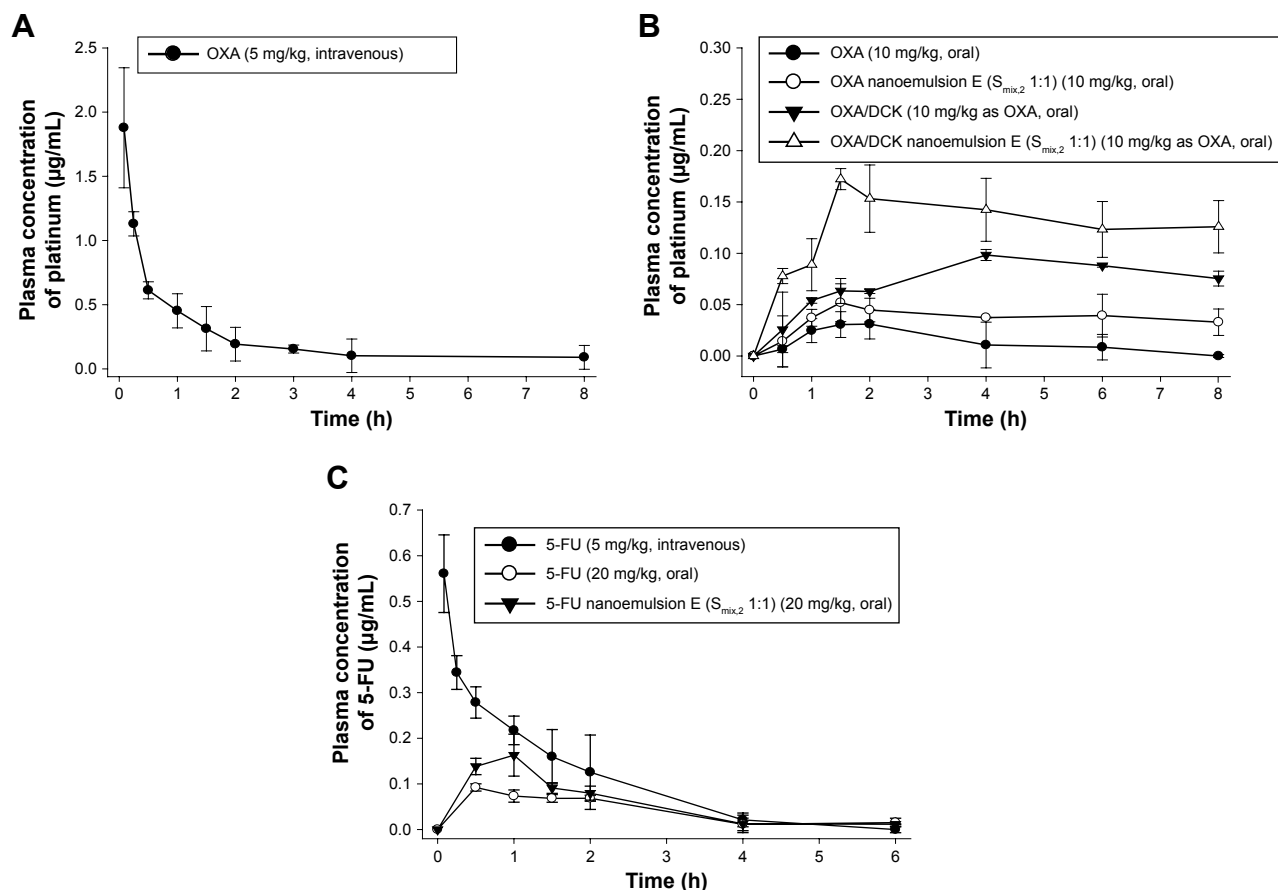 A
OXA (5 mg/kg, intravenous)
2.5
2.0
1.5
1.0
0.5
0.0
Plasma concentration
of platinum (µg/mL)
0 1 2 3 4 5 6 7 8
Time (h)
B
OXA (10 mg/kg, oral)
OXA nanoemulsion E (Smix,2 1:1) (10 mg/kg, oral)
OXA/DCK (10 mg/kg as OXA, oral)
OXA/DCK nanoemulsion E (Smix,2 1:1) (10 mg/kg as OXA, oral)
0.30
0.25
0.20
0.15
0.10
0.05
0.00
Plasma concentration
of platinum (µg/mL)
0 1 2 3 4 5 6 7 8
Time (h)
C
5-FU (5 mg/kg, intravenous)
5-FU (20 mg/kg, oral)
5-FU nanoemulsion E (Smix,2 1:1) (20 mg/kg, oral)
0.7
0.6
0.5
0.4
0.3
0.2
0.1
0.0
Plasma concentration
of 5-FU (µg/mL)
0 1 2 3 4 5 6
Time (h)